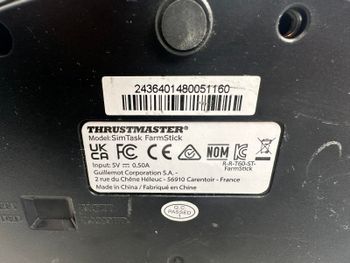 2436401480051160
THRUSTMASTER®
Model: SimTask FarmStick
UK CA FC CE NOM
Input: 5V 0.50A
R-R-T60-ST-
FarmStick
Guillemot Corporation S.A. -
2 rue du Chêne Héleuc - 56910 Carentoir - France
Made in China / Fabriqué en Chine
Q.C
PASSED